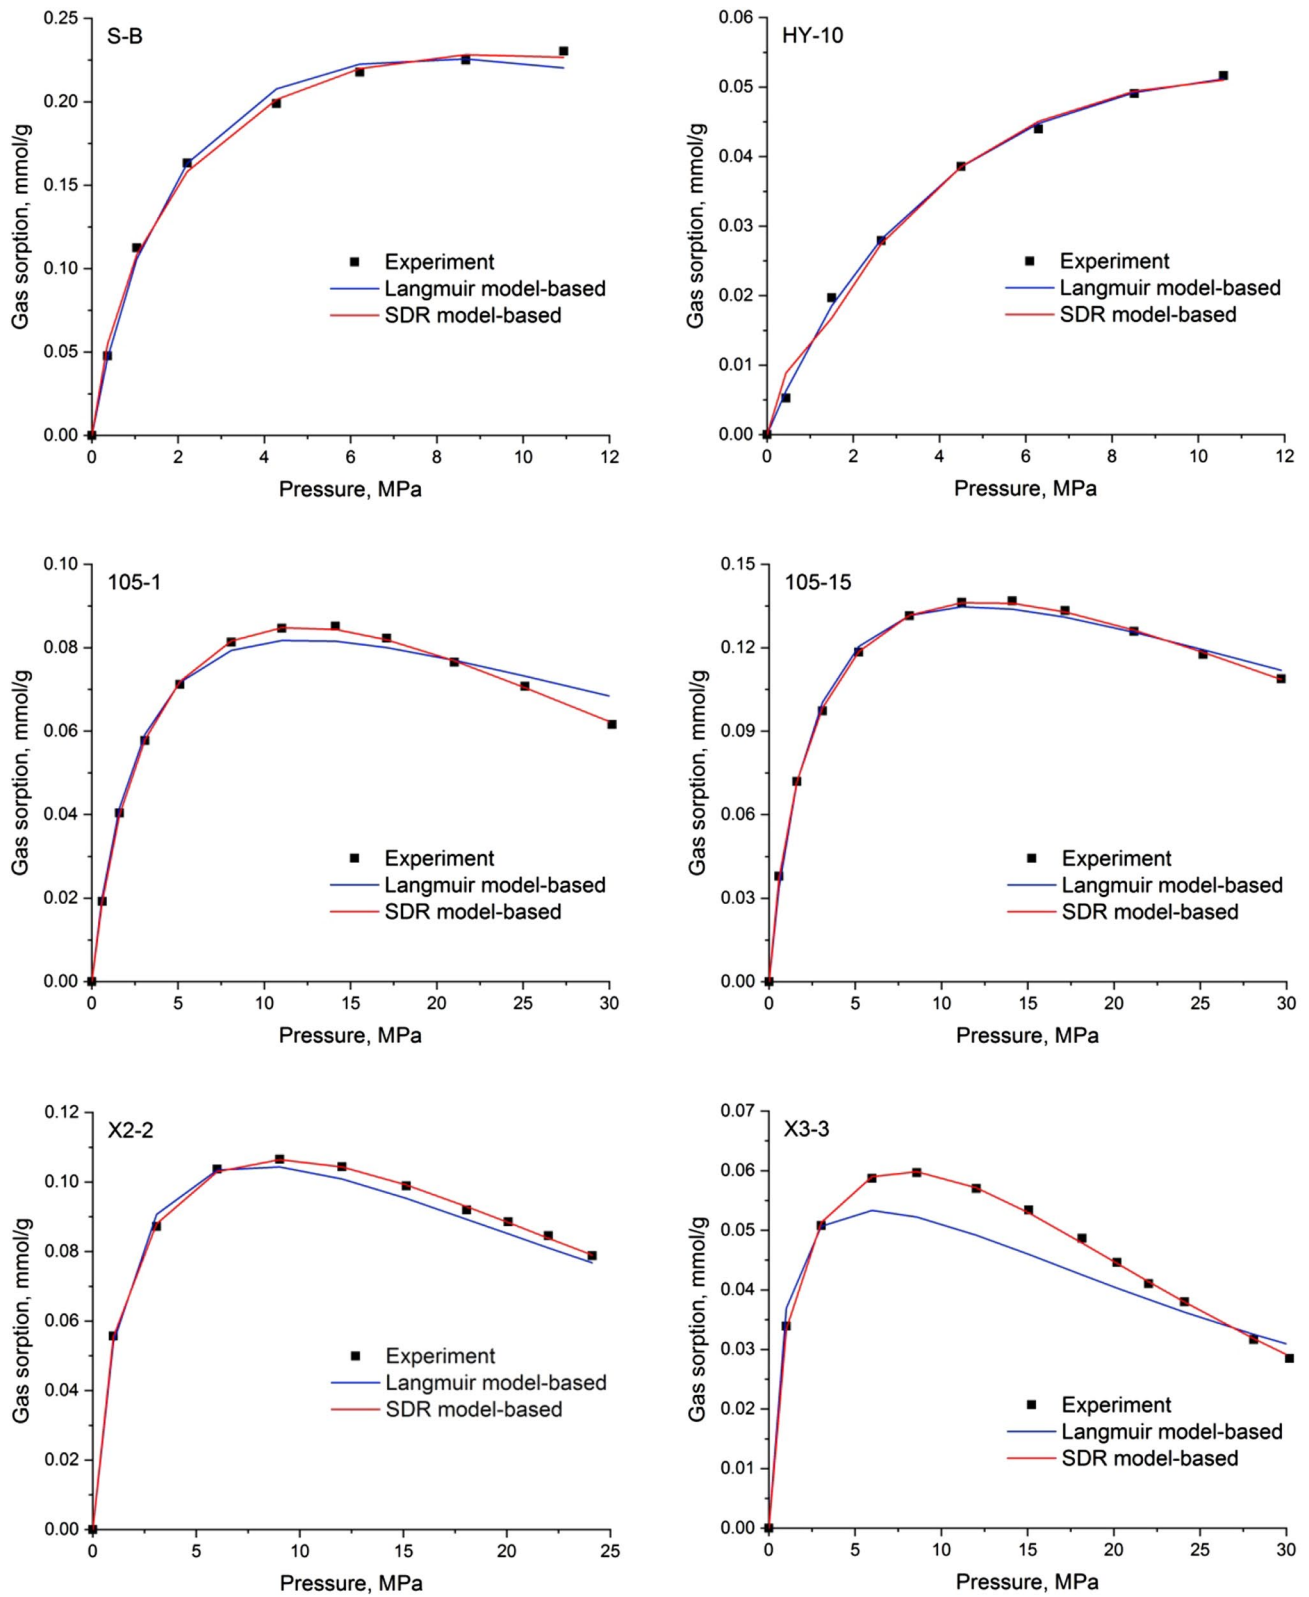 S-B
Gas sorption, mmol/g
0.25
0.20
0.15
0.10
0.05
0.00
Experiment
Langmuir model-based
SDR model-based
0 2 4 6 8 10 12
Pressure, MPa
HY-10
Gas sorption, mmol/g
0.06
0.05
0.04
0.03
0.02
0.01
0.00
Experiment
Langmuir model-based
SDR model-based
0 2 4 6 8 10 12
Pressure, MPa
105-1
Gas sorption, mmol/g
0.10
0.08
0.06
0.04
0.02
0.00
Experiment
Langmuir model-based
SDR model-based
0 5 10 15 20 25 30
Pressure, MPa
105-15
Gas sorption, mmol/g
0.15
0.12
0.09
0.06
0.03
0.00
Experiment
Langmuir model-based
SDR model-based
0 5 10 15 20 25 30
Pressure, MPa
X2-2
Gas sorption, mmol/g
0.12
0.10
0.08
0.06
0.04
0.02
0.00
Experiment
Langmuir model-based
SDR model-based
0 5 10 15 20 25
Pressure, MPa
X3-3
Gas sorption, mmol/g
0.07
0.06
0.05
0.04
0.03
0.02
0.01
0.00
Experiment
Langmuir model-based
SDR model-based
0 5 10 15 20 25 30
Pressure, MPa